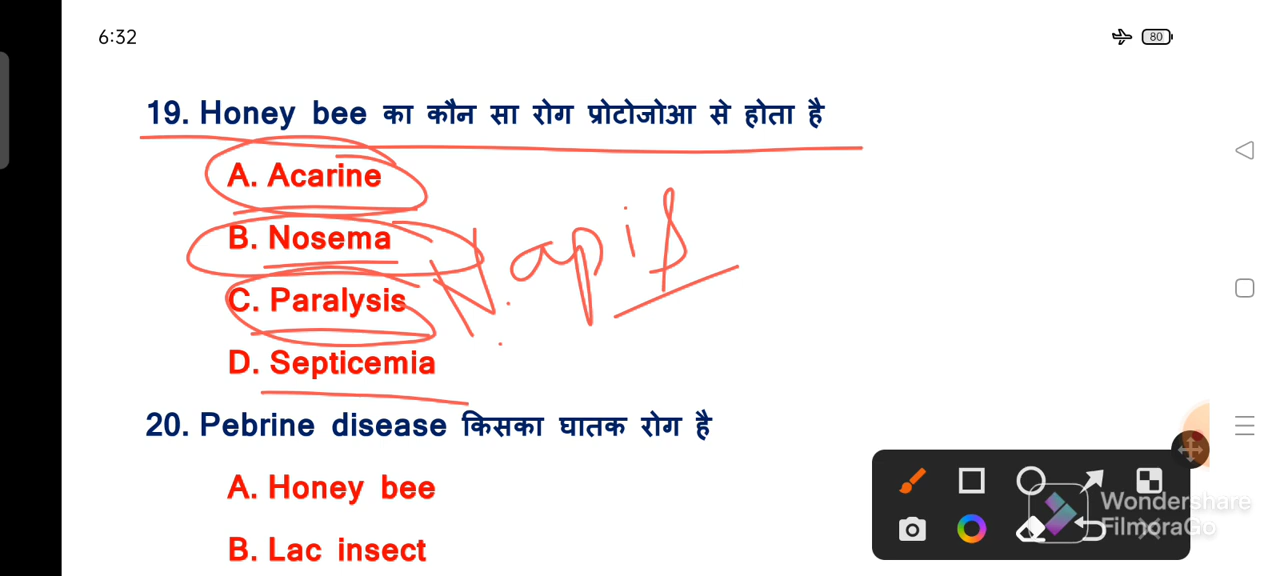 6:32
80
19. Honey bee का कौन सा रोग प्रोटोजोआ से होता है
A. Acarine
B. Nosema
C. Paralysis
N. apis
D. Septicemia
20. Pebrine disease किसका घातक रोग है
A. Honey bee
B. Lac insect
Wondershare
FilmoraGo